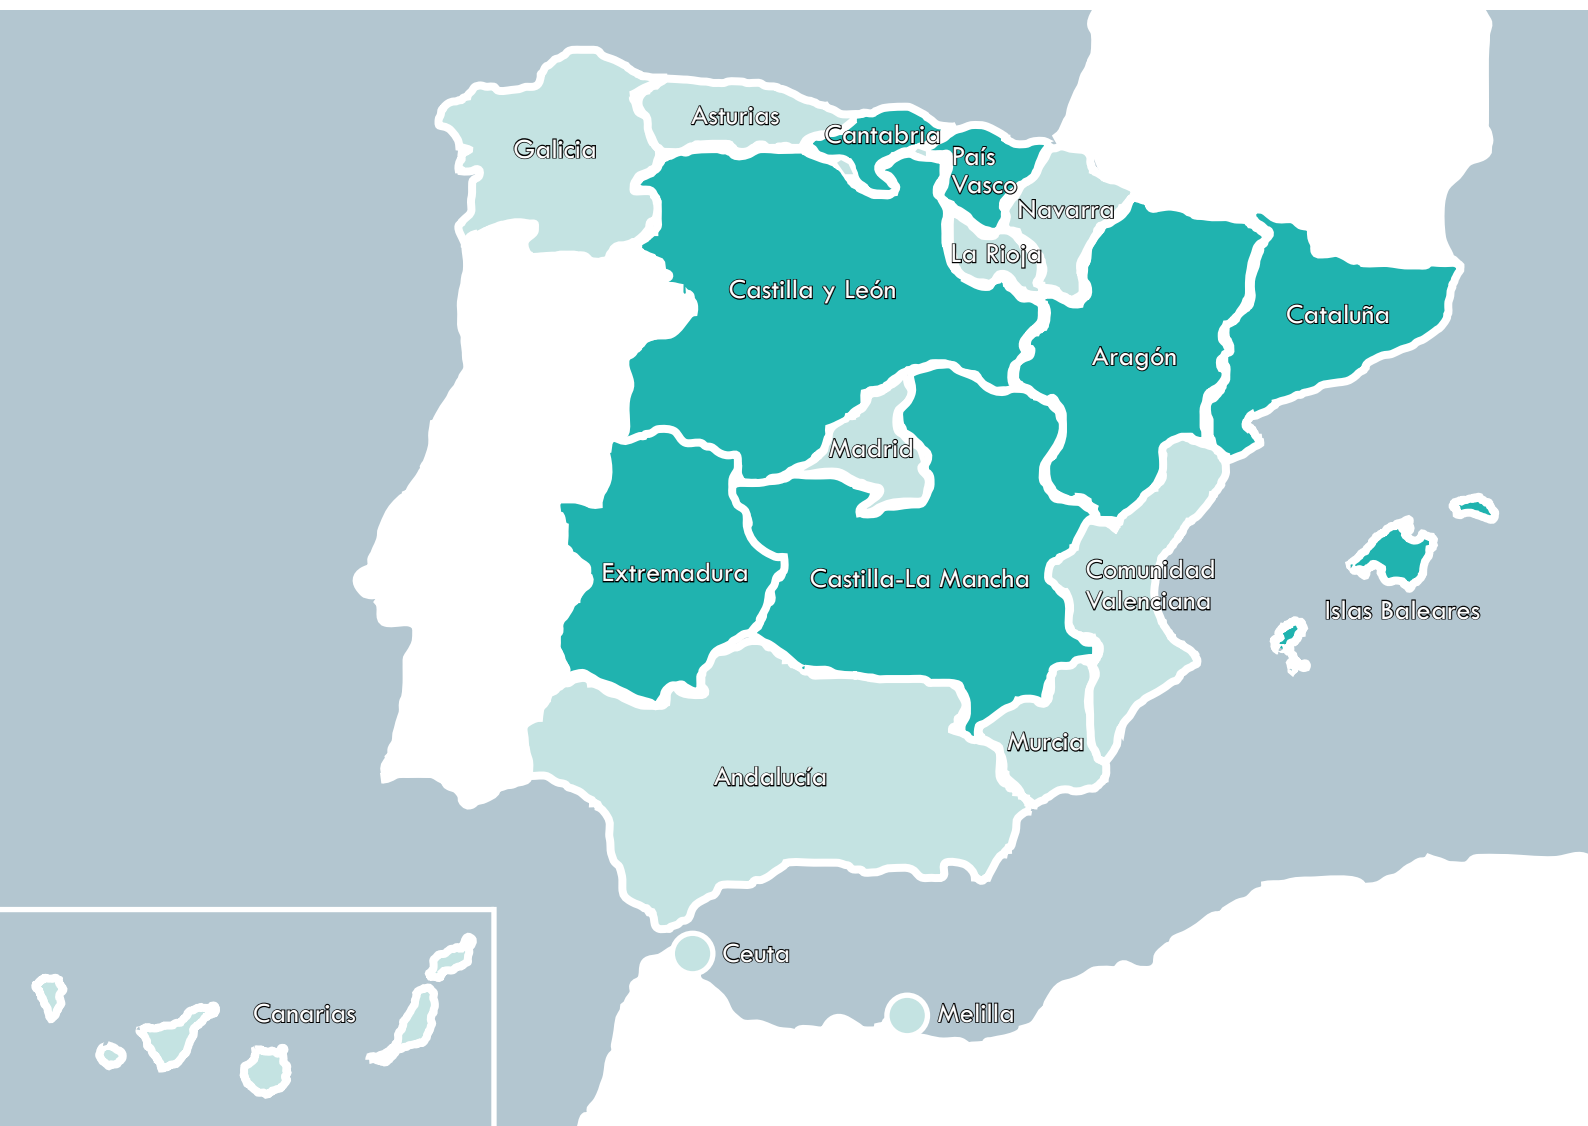 Asturias
Cantabria
Galicia
País
Vasco
Navarra
La Rioja
Castilla y León
Cataluña
Aragón
Madrid
Extremadura
Castilla-La Mancha
Comunidad
Valenciana
Islas Baleares
Murcia
Andalucía
Ceuta
Canarias
Melilla